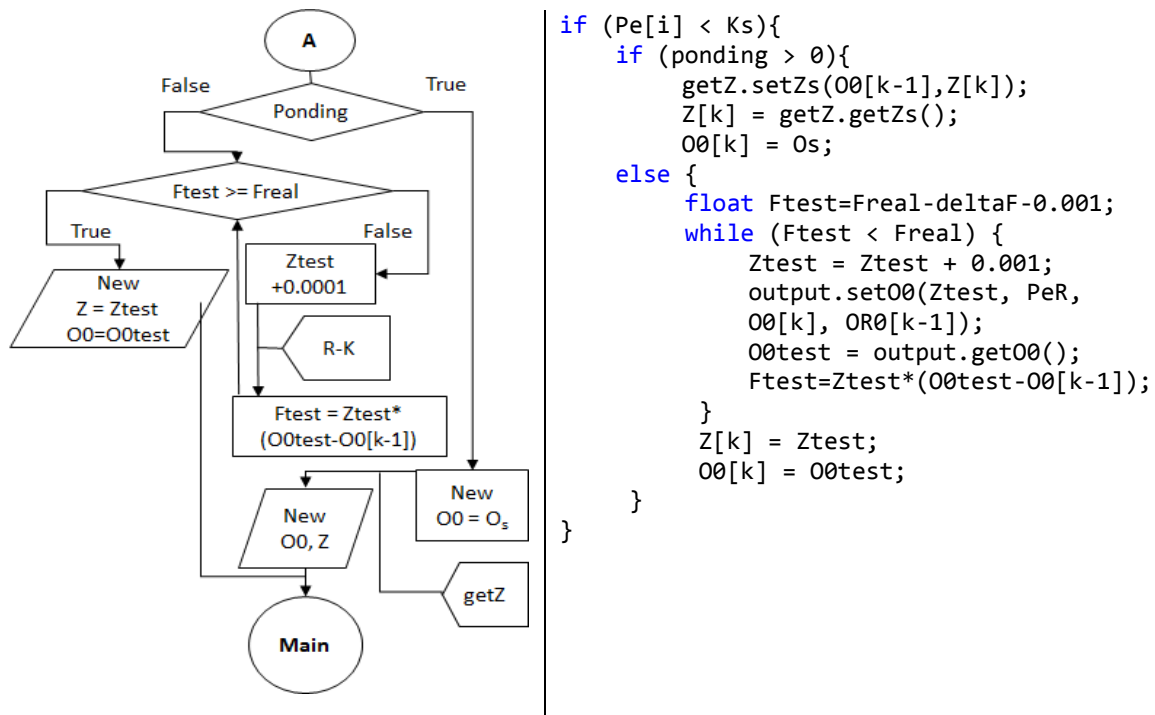 A
False
True
Ponding
Ftest >= Freal
True
False
New
Z = Ztest
O0=O0test
Ztest
+0.0001
R-K
Ftest = Ztest*
(O0test-O0[k-1])
New
O0 = Os
New
O0, Z
getZ
Main
if (Pe[i] < Ks){
if (ponding > 0){
getZ.setZs(O0[k-1],Z[k]);
Z[k] = getZ.getZs();
O0[k] = Os;
else {
float Ftest=Freal-deltaF-0.001;
while (Ftest < Freal) {
Ztest = Ztest + 0.001;
output.setO0(Ztest, PeR,
O0[k], OR0[k-1]);
O0test = output.getO0();
Ftest=Ztest*(O0test-O0[k-1]);
}
Z[k] = Ztest;
O0[k] = O0test;
}
}